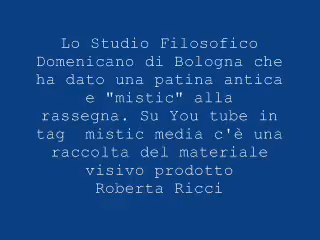 Lo Studio Filosofico
Domenicano di Bologna che
ha dato una patina antica
e "mistic" alla
rassegna. Su You tube in
tag  mistic media c'è una
raccolta del materiale
visivo prodotto
Roberta Ricci